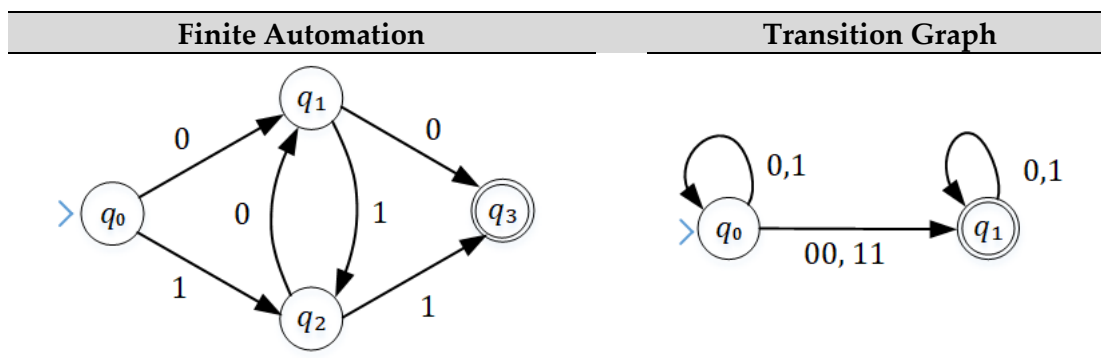 Finite Automation Transition Graph
q1
0 0
0,1 0,1
q0 0 1 q3
q0 q1
00, 11
1 1
q2